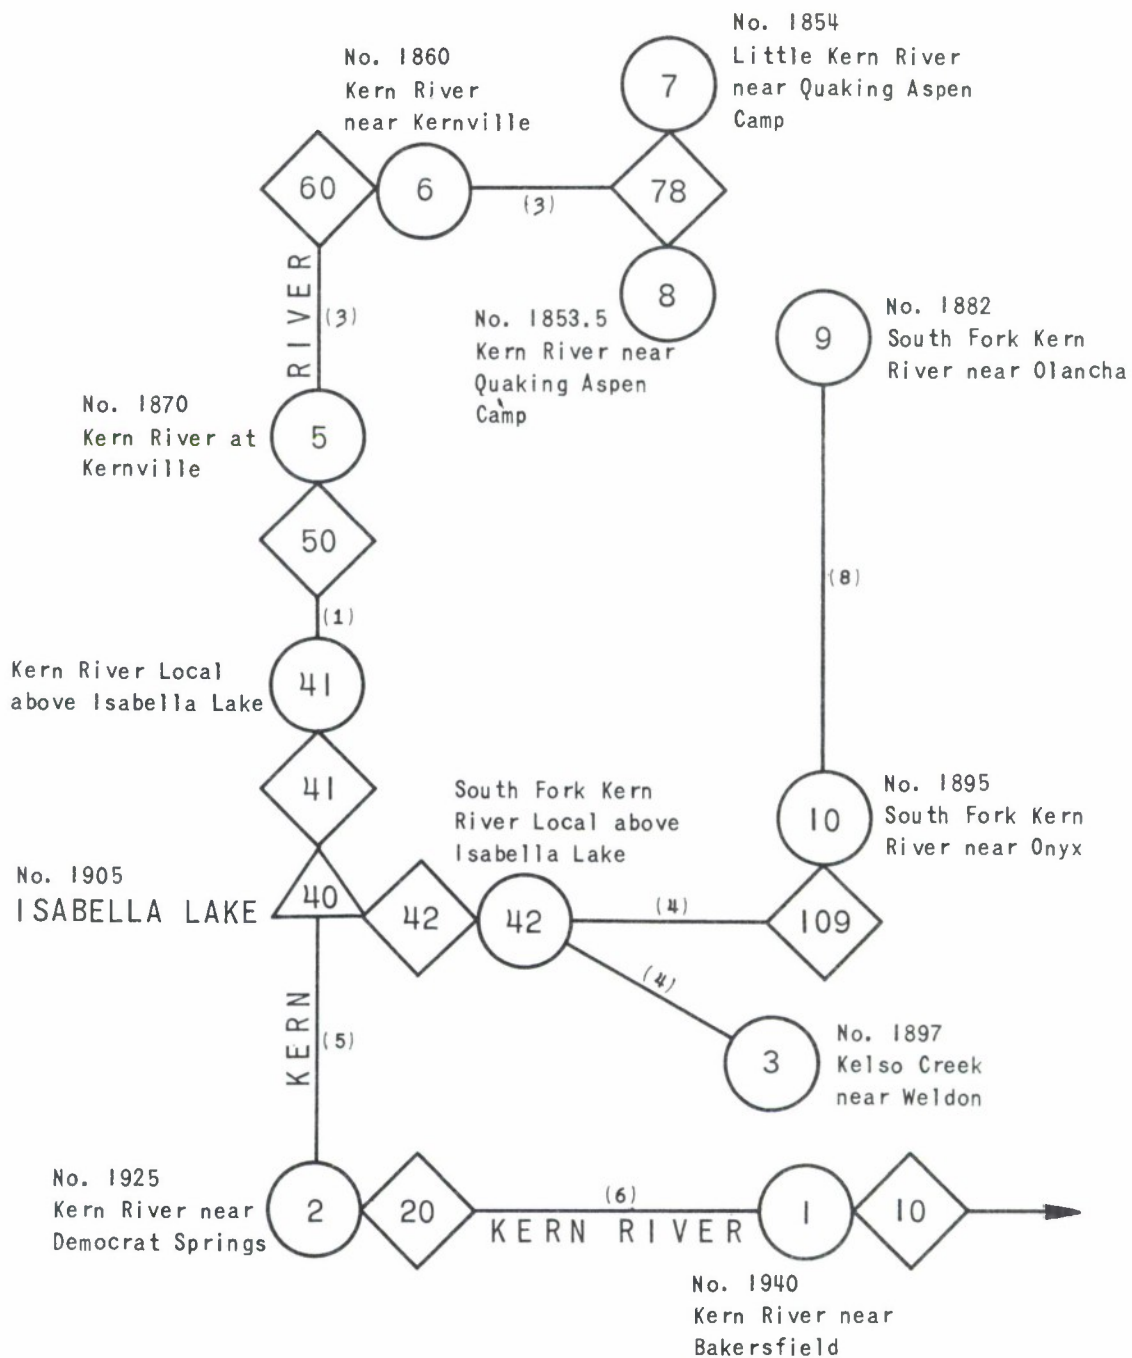 No. 1854
Little Kern River
near Quaking Aspen
Camp
7
No. 1860
Kern River
near Kernville
60
6
(3)
78
8
No. 1853.5
Kern River near
Quaking Aspen
Camp
RIVER
(3)
9
No. 1882
South Fork Kern
River near Olancha
No. 1870
Kern River at
Kernville
5
50
(8)
(1)
Kern River Local
above Isabella Lake
41
41
South Fork Kern
River Local above
Isabella Lake
10
No. 1895
South Fork Kern
River near Onyx
No. 1905
ISABELLA LAKE
40
42
42
(4)
109
(4)
KERN
(5)
3
No. 1897
Kelso Creek
near Weldon
No. 1925
Kern River near
Democrat Springs
2
20
(6)
KERN RIVER
1
10
No. 1940
Kern River near
Bakersfield